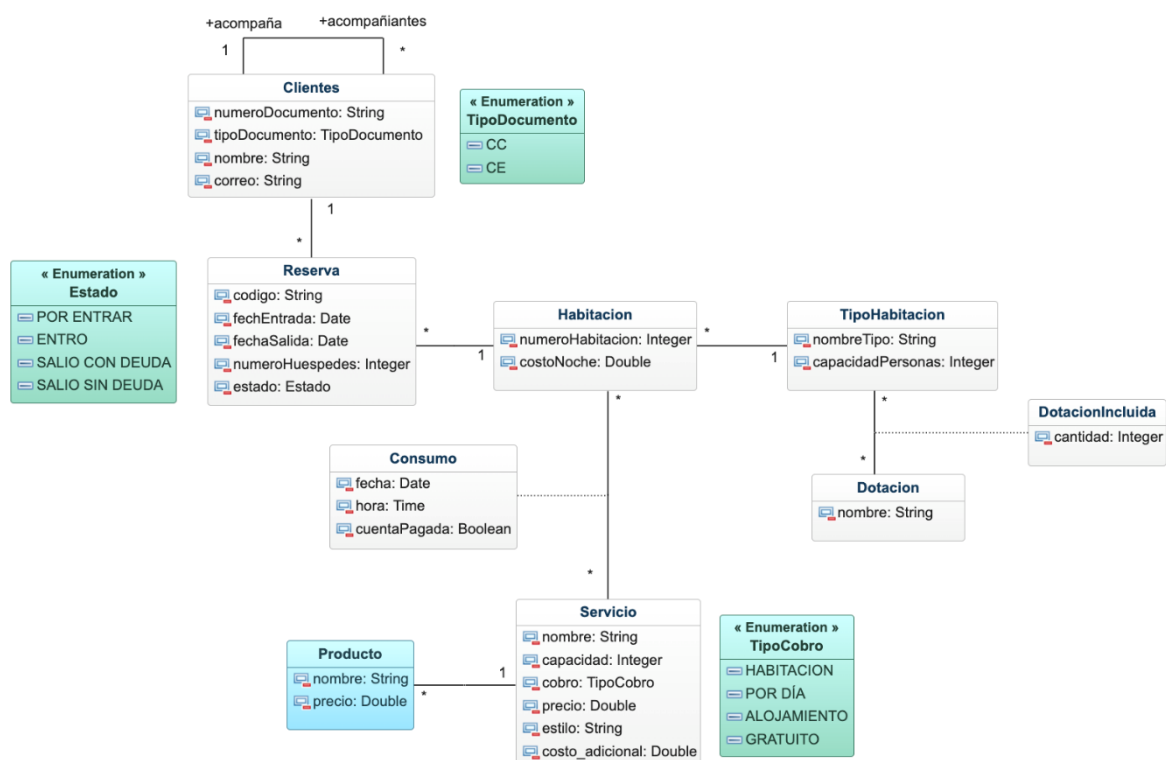 +acompaña
+acompañiantes
1
*
Clientes
numeroDocumento: String
tipoDocumento: TipoDocumento
nombre: String
correo: String
« Enumeration »
TipoDocumento
CC
CE
1
*
« Enumeration »
Estado
POR ENTRAR
ENTRO
SALIO CON DEUDA
SALIO SIN DEUDA
Reserva
codigo: String
fechEntrada: Date
fechaSalida: Date
numeroHuespedes: Integer
estado: Estado
*
1
Habitacion
numeroHabitacion: Integer
costoNoche: Double
*
1
TipoHabitacion
nombreTipo: String
capacidadPersonas: Integer
*
*
DotacionIncluida
cantidad: Integer
Consumo
fecha: Date
hora: Time
cuentaPagada: Boolean
*
Dotacion
nombre: String
*
Servicio
nombre: String
capacidad: Integer
cobro: TipoCobro
precio: Double
estilo: String
costo_adicional: Double
« Enumeration »
TipoCobro
HABITACION
POR DÍA
ALOJAMIENTO
GRATUITO
Producto
nombre: String
precio: Double
1
*